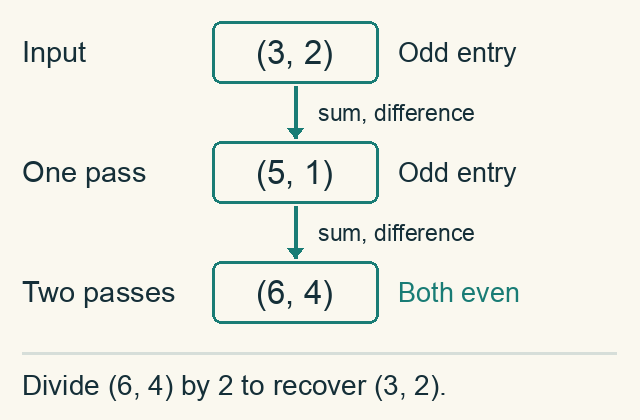 Input (3, 2) Odd entry
sum, difference
One pass (5, 1) Odd entry
sum, difference
Two passes (6, 4) Both even
Divide (6, 4) by 2 to recover (3, 2).